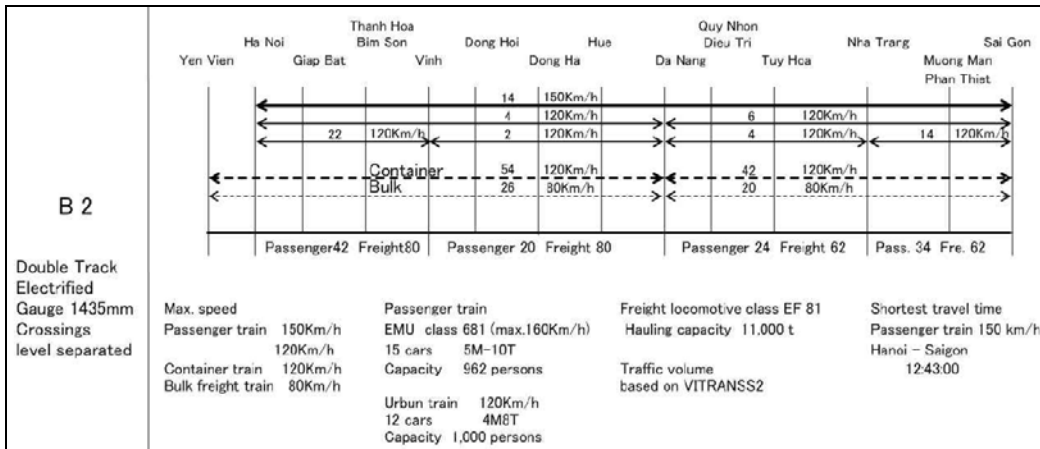 B 2
Double Track
Electrified
Gauge 1435mm
Crossings
level separated
Thanh Hoa Quy Nhon
Ha Noi Bim Son Dong Hoi Hue Dieu Tri Nha Trang Sai Gon
Yen Vien Giap Bat Vinh Dong Ha Da Nang Tuy Hoa Muong Man
Phan Thiet
14 150Km/h
4 120Km/h 6 120Km/h
22 120Km/h 2 120Km/h 4 120Km/h 14 120Km/h
Container 54 120Km/h 42 120Km/h
Bulk 26 80Km/h 20 80Km/h
Passenger42 Freight80 Passenger 20 Freight 80 Passenger 24 Freight 62 Pass. 34 Fre. 62
Max. speed
Passenger train 150Km/h
120Km/h
Container train 120Km/h
Bulk freight train 80Km/h
Passenger train
EMU class 681 (max.160Km/h)
15 cars 5M-10T
Capacity 962 persons
Urbun train 120Km/h
12 cars 4M8T
Capacity 1,000 persons
Freight locomotive class EF 81
Hauling capacity 11,000 t
Traffic volume
based on VITRANSS2
Shortest travel time
Passenger train 150 km/h
Hanoi - Saigon
12:43:00